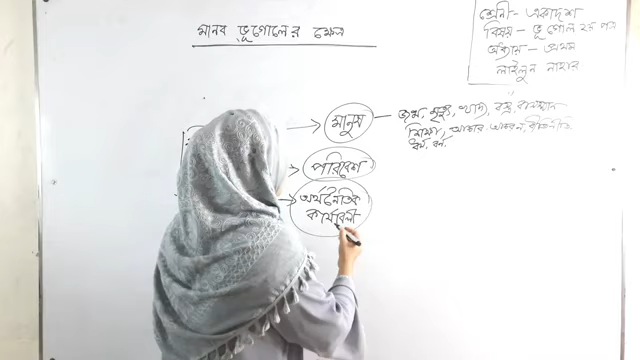 মানব ভূগোলের ক্ষেত্র
শ্রেনী - একাদশ
বিষয় - ভূগোল ২য় পত্র
অধ্যায় - প্রথম
লাইলুন নাহার
মানুষ — জন্ম, মৃত্যু, খাদ্য, বস্ত্র, বাসস্থান
শিক্ষা, আচার-আচরণ, রীতিনীতি
ধর্ম, বর্ণ
পরিবেশ
অর্থনৈতিক
কার্যাবলী